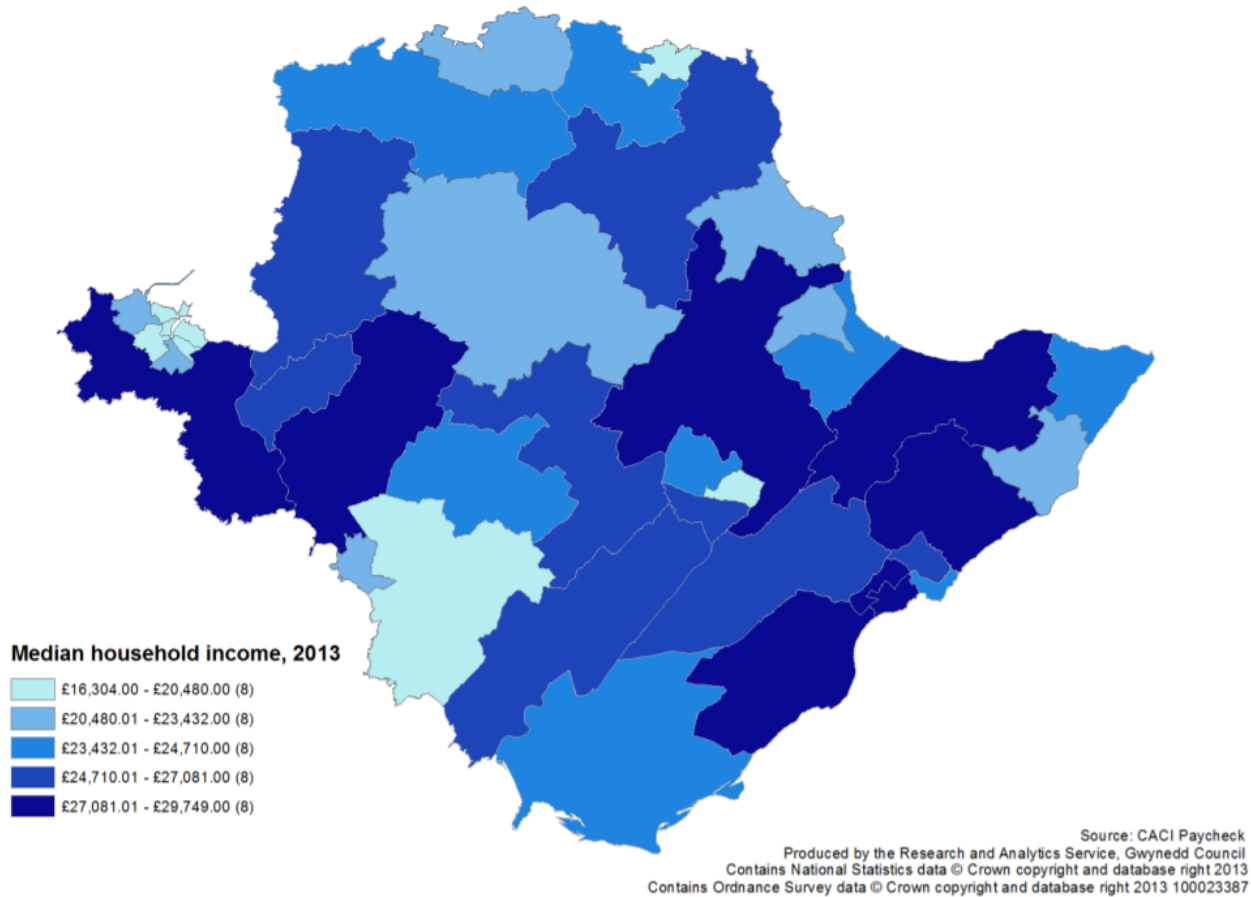 Median household income, 2013
£16,304.00 - £20,480.00 (8)
£20,480.01 - £23,432.00 (8)
£23,432.01 - £24,710.00 (8)
£24,710.01 - £27,081.00 (8)
£27,081.01 - £29,749.00 (8)
Source: CACI Paycheck
Produced by the Research and Analytics Service, Gwynedd Council
Contains National Statistics data © Crown copyright and database right 2013
Contains Ordnance Survey data © Crown copyright and database right 2013 100023387